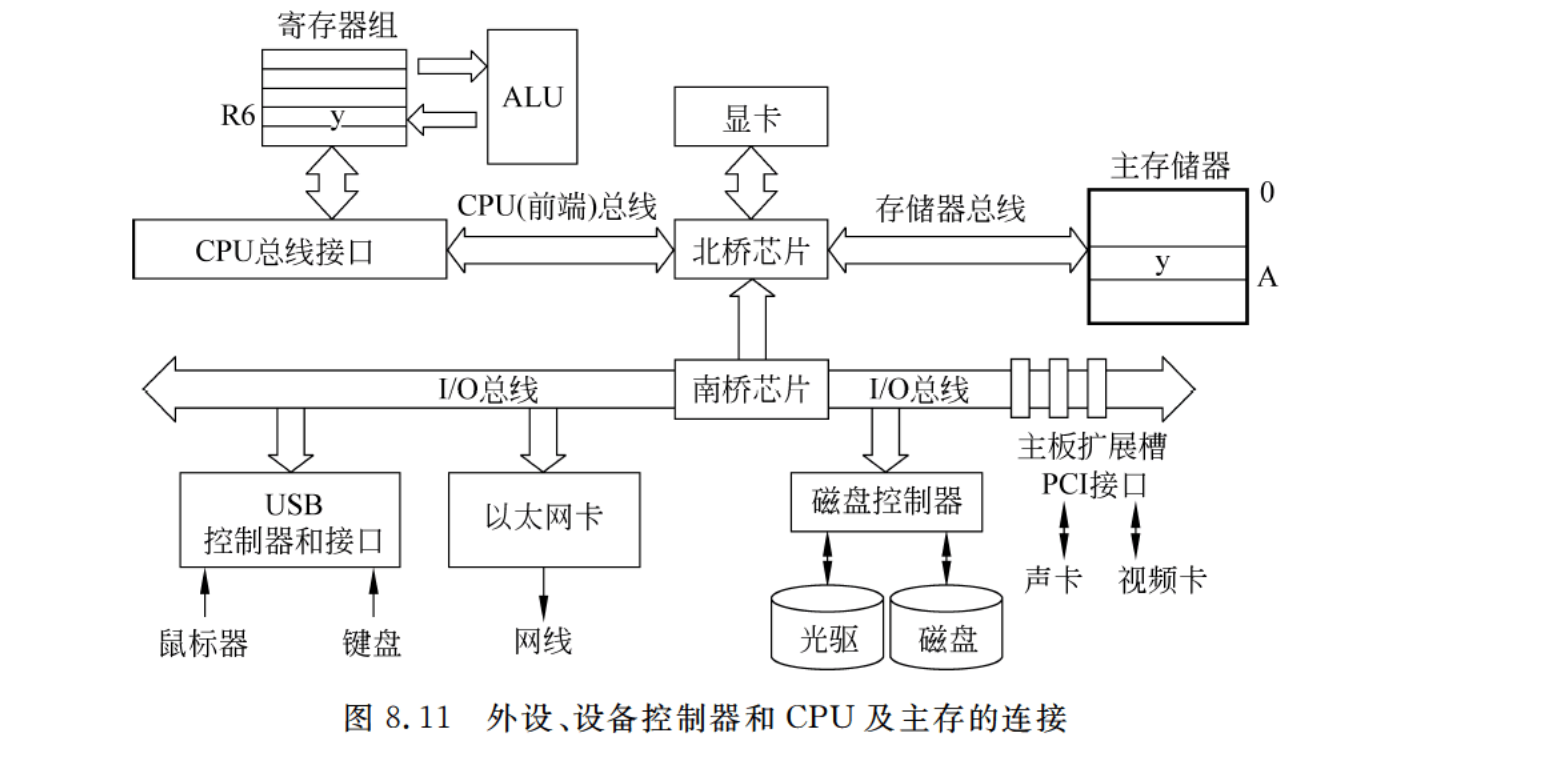 寄存器组
ALU
R6
y
显卡
主存储器
0
CPU(前端)总线
存储器总线
CPU总线接口
北桥芯片
y
A
I/O总线
南桥芯片
I/O总线
主板扩展槽
PCI接口
USB
控制器和接口
以太网卡
磁盘控制器
声卡
视频卡
鼠标器
键盘
网线
光驱
磁盘
图 8.11 外设、设备控制器和 CPU 及主存的连接